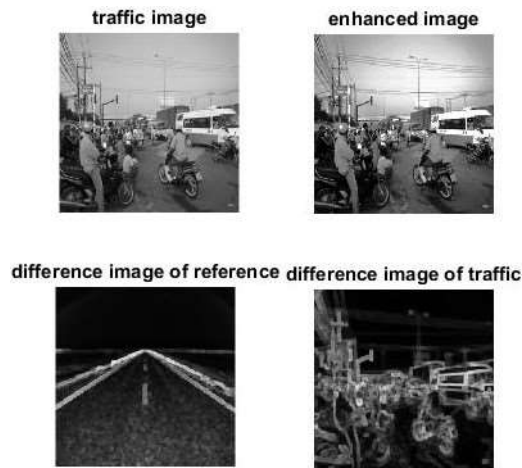 traffic image
enhanced image
difference image of reference
difference image of traffic